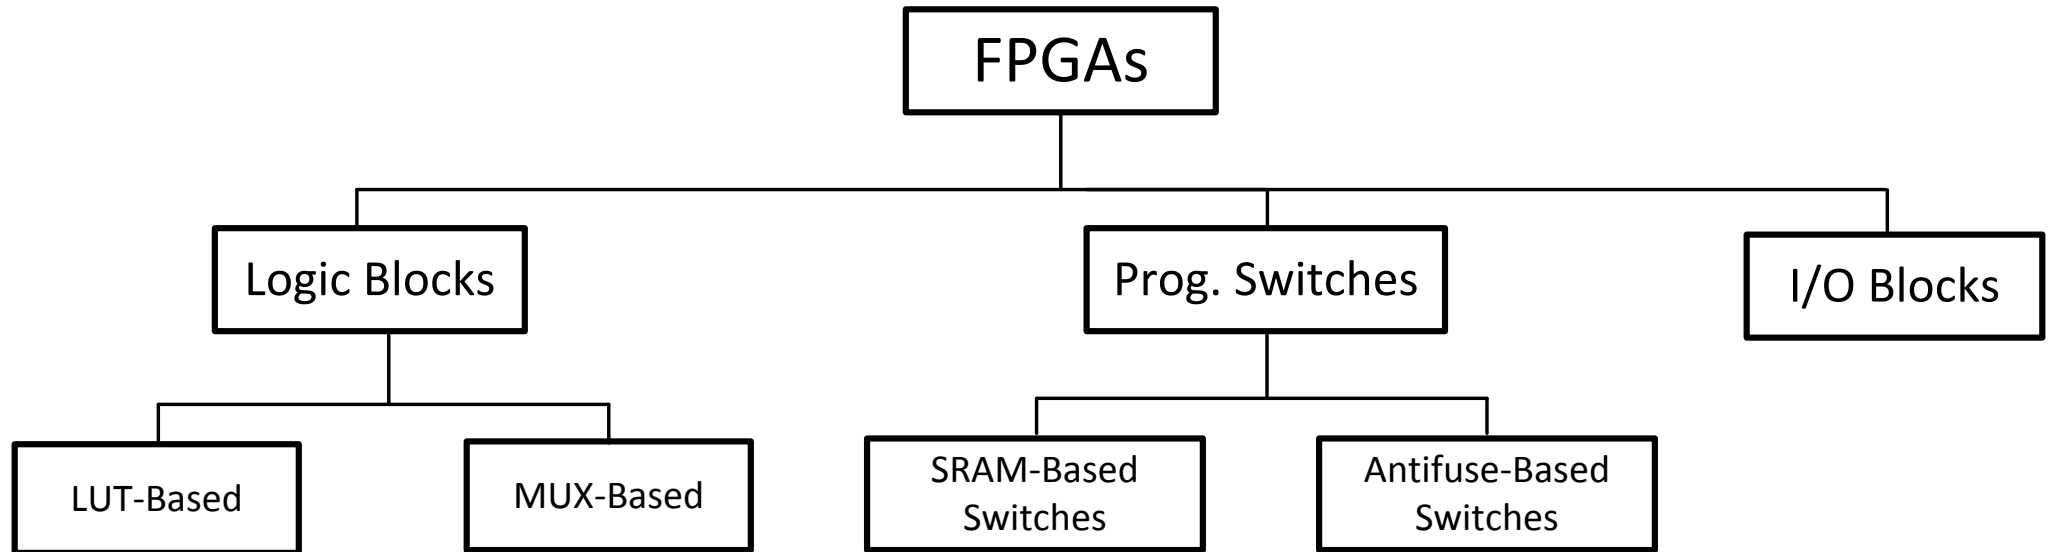 FPGAs
Logic Blocks
Prog. Switches
I/O Blocks
LUT-Based
MUX-Based
SRAM-Based
Switches
Antifuse-Based
Switches